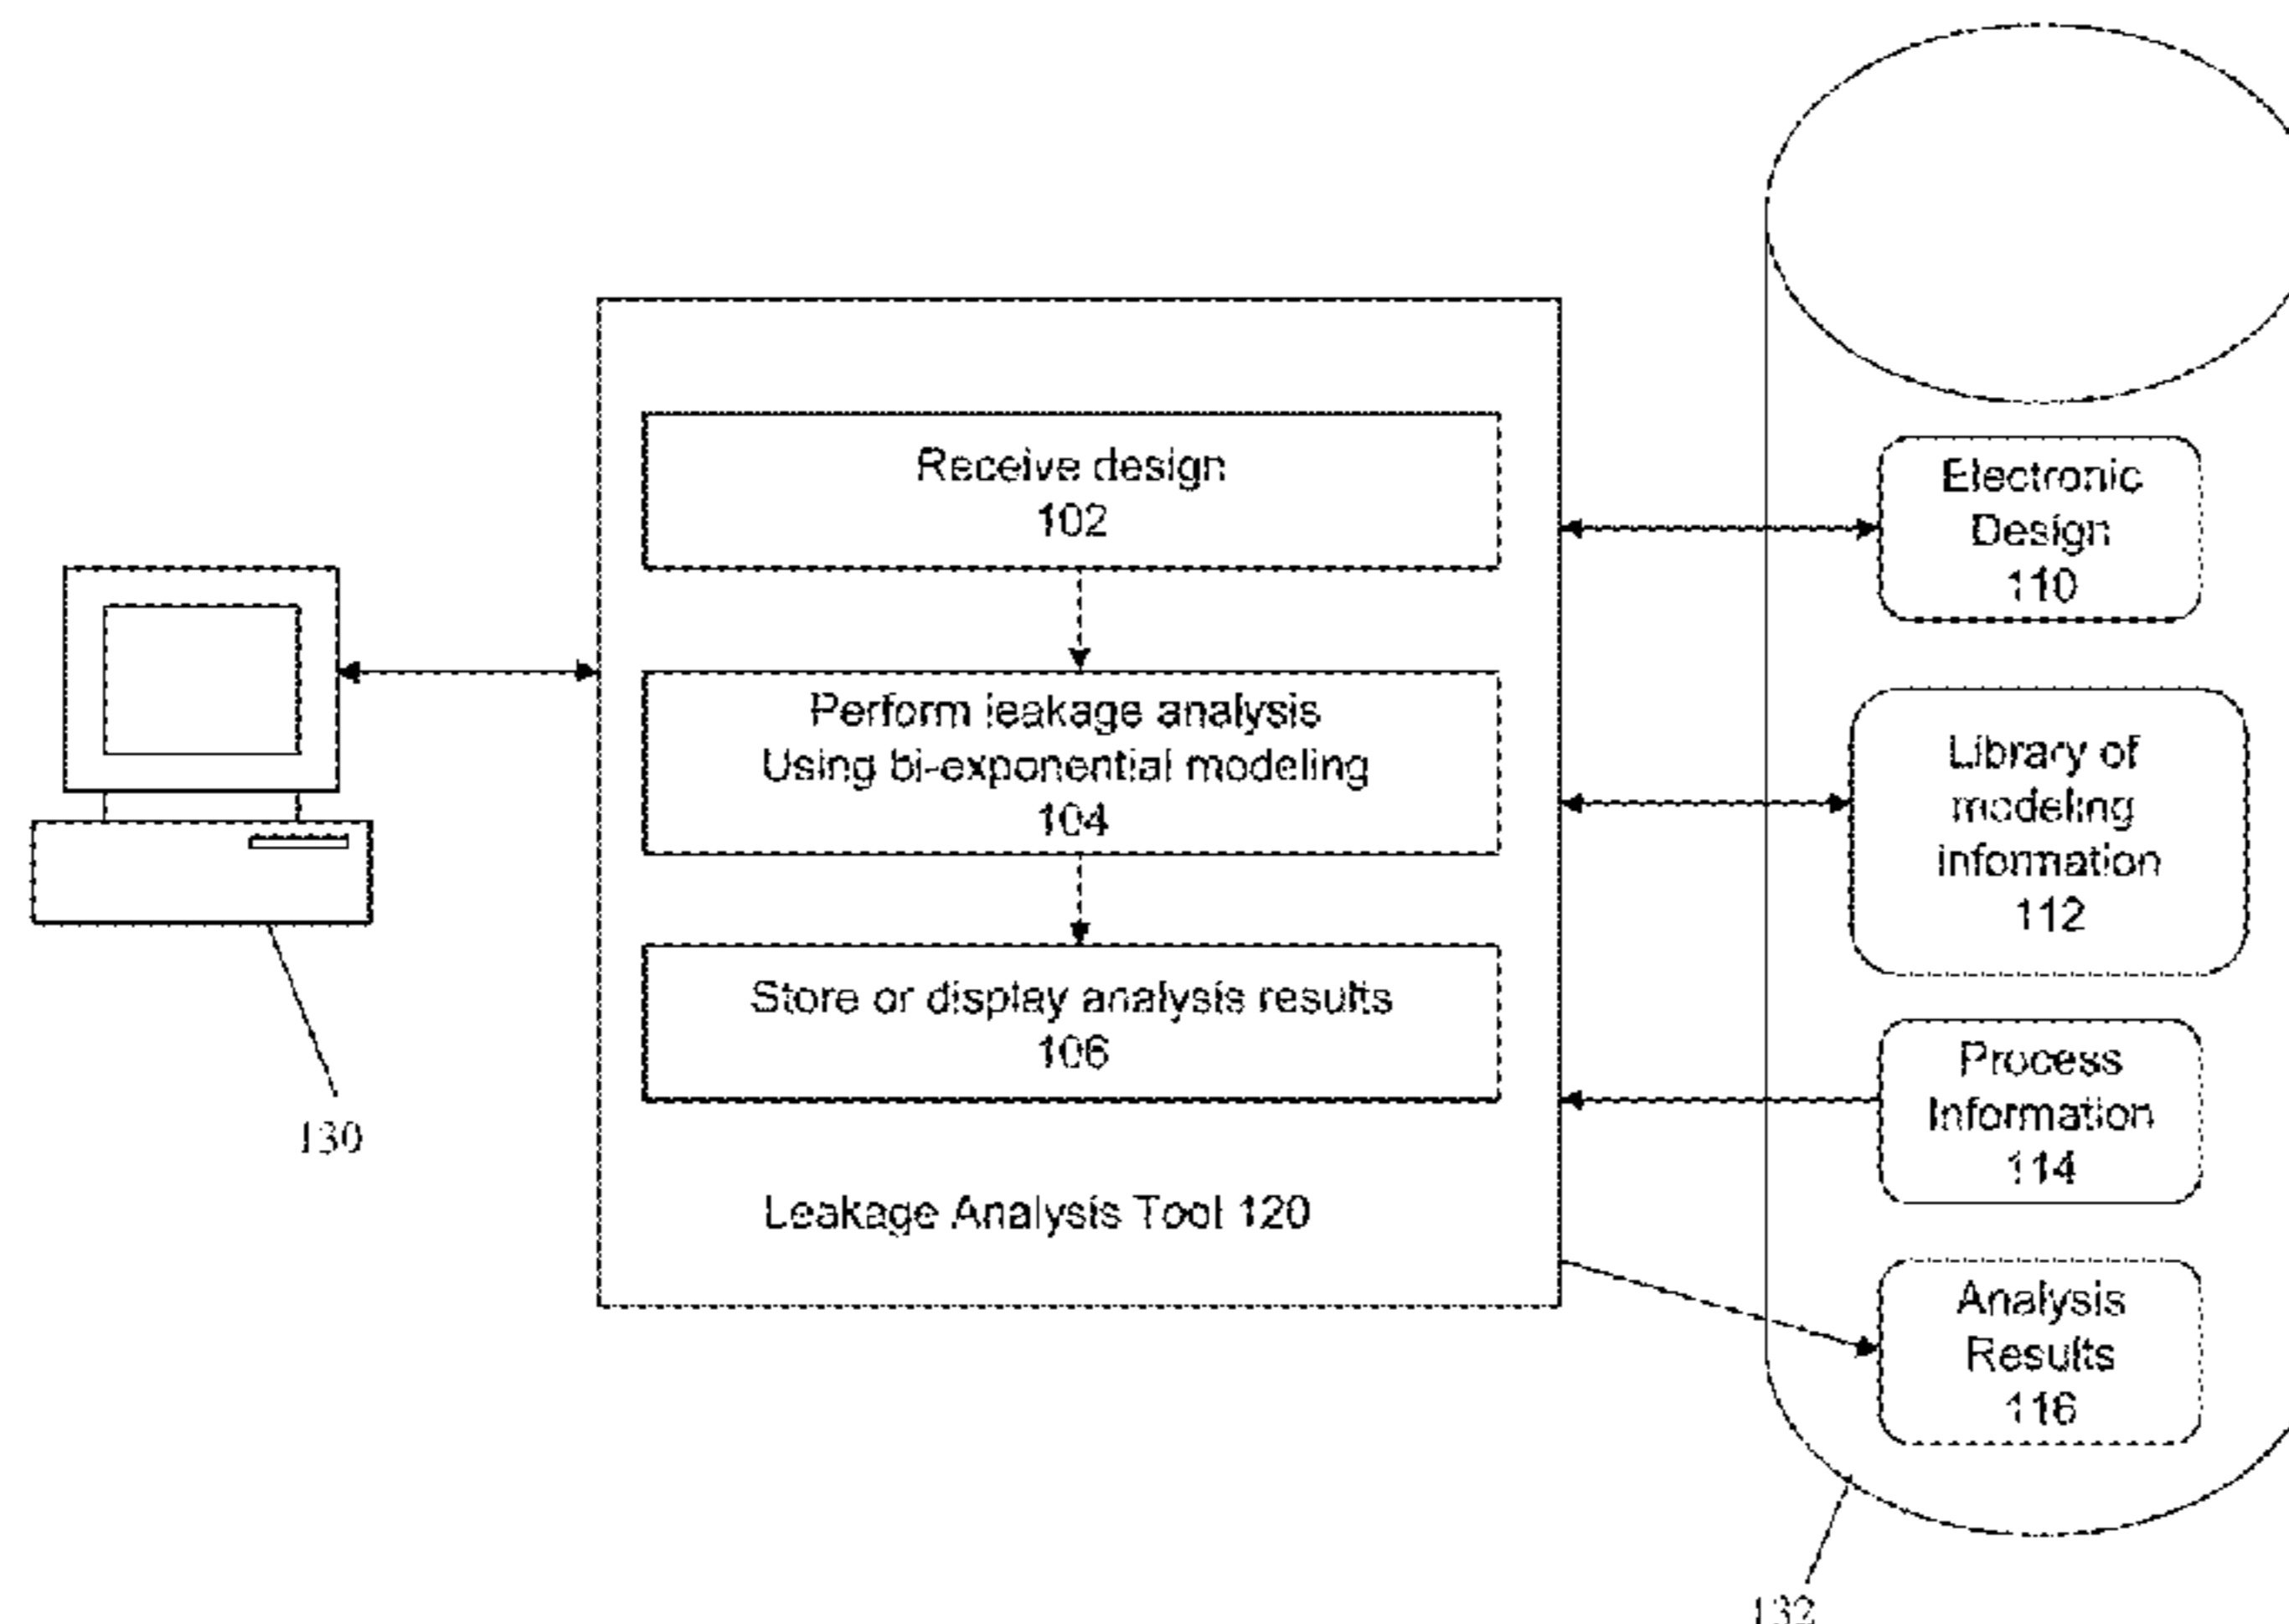 Receive design
102
Perform leakage analysis
Using bi-exponential modeling
104
Store or display analysis results
106
Leakage Analysis Tool 120
130
Electronic
Design
110
Library of
modeling
information
112
Process
Information
114
Analysis
Results
116
132